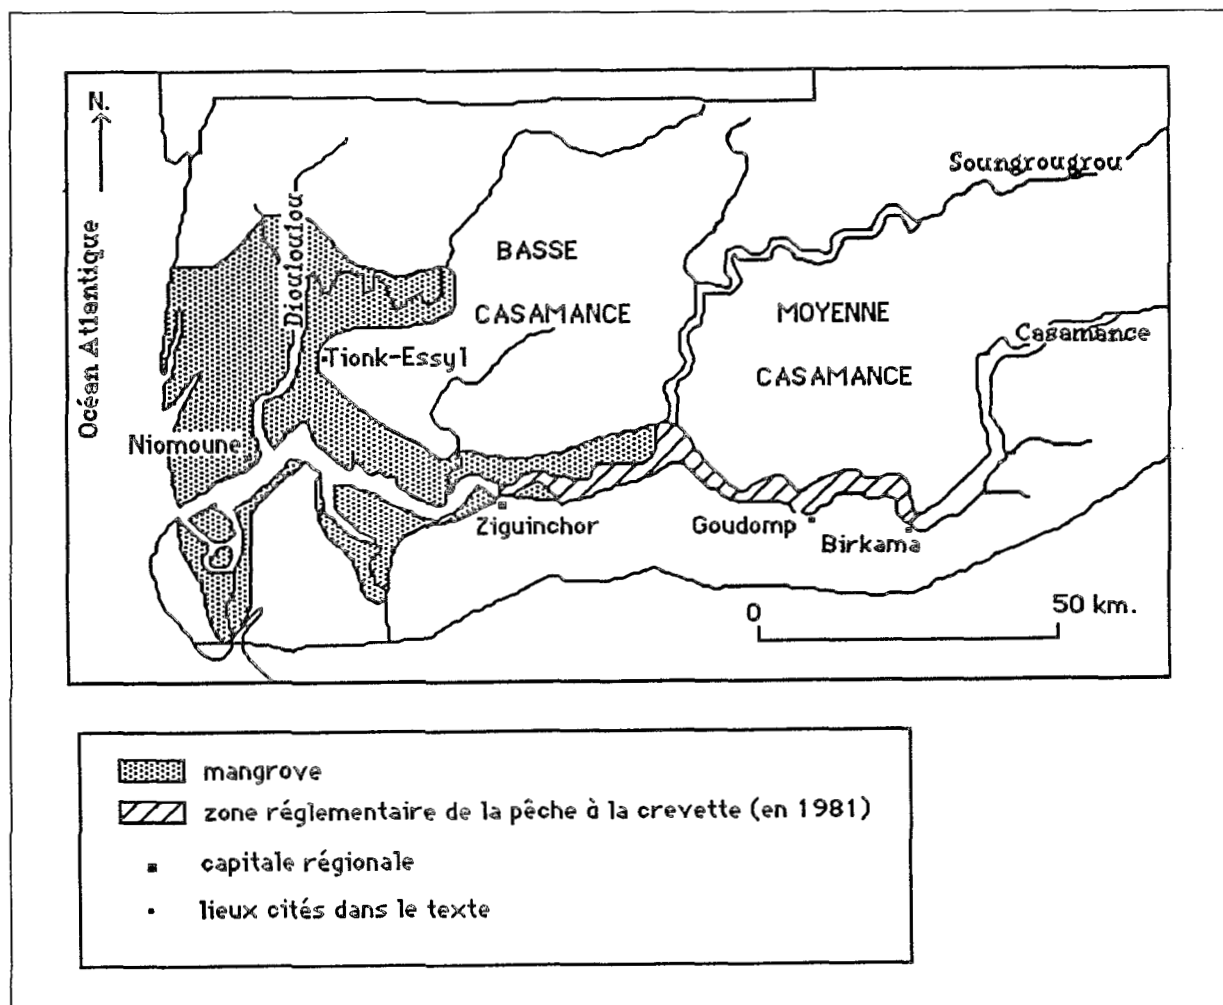 N.
Océan Atlantique
Diouloulou
Soungrougrou
BASSE
CASAMANCE
MOYENNE
CASAMANCE
Casamance
Tionk-Essyl
Niomoune
Ziguinchor
Goudomp
Birkama
0
50 km.
mangrove
zone réglementaire de la pêche à la crevette (en 1981)
capitale régionale
lieux cités dans le texte